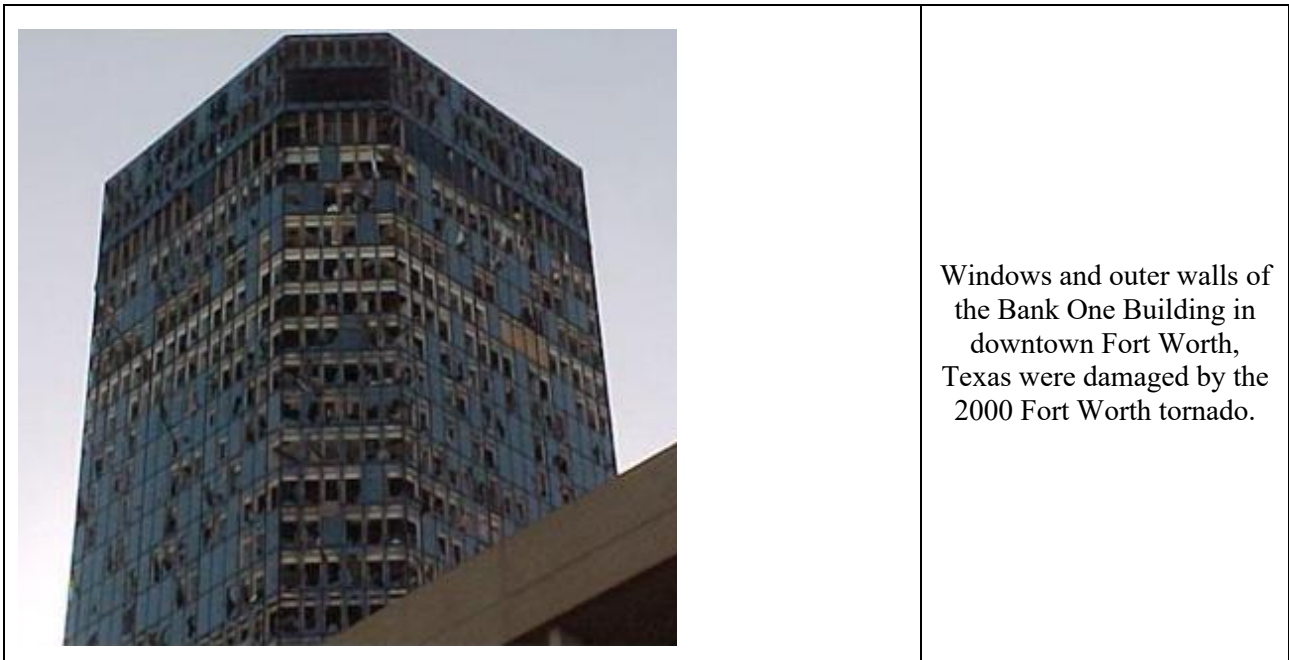 Windows and outer walls of
the Bank One Building in
downtown Fort Worth,
Texas were damaged by the
2000 Fort Worth tornado.